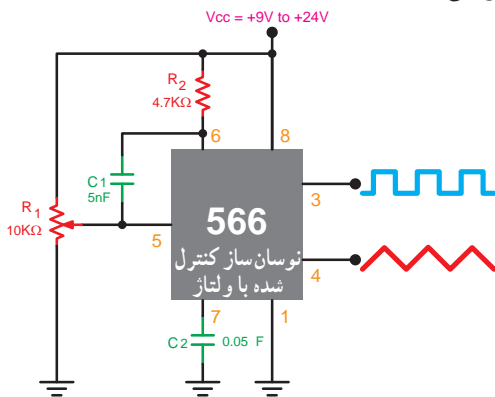 Vcc = +9V to +24V
R2
4.7KΩ
6
8
C1
5nF
3
R1
10KΩ
5
566
نوسان‌ساز کنترل
شده با ولتاژ
4
7
1
C2 0.05 F